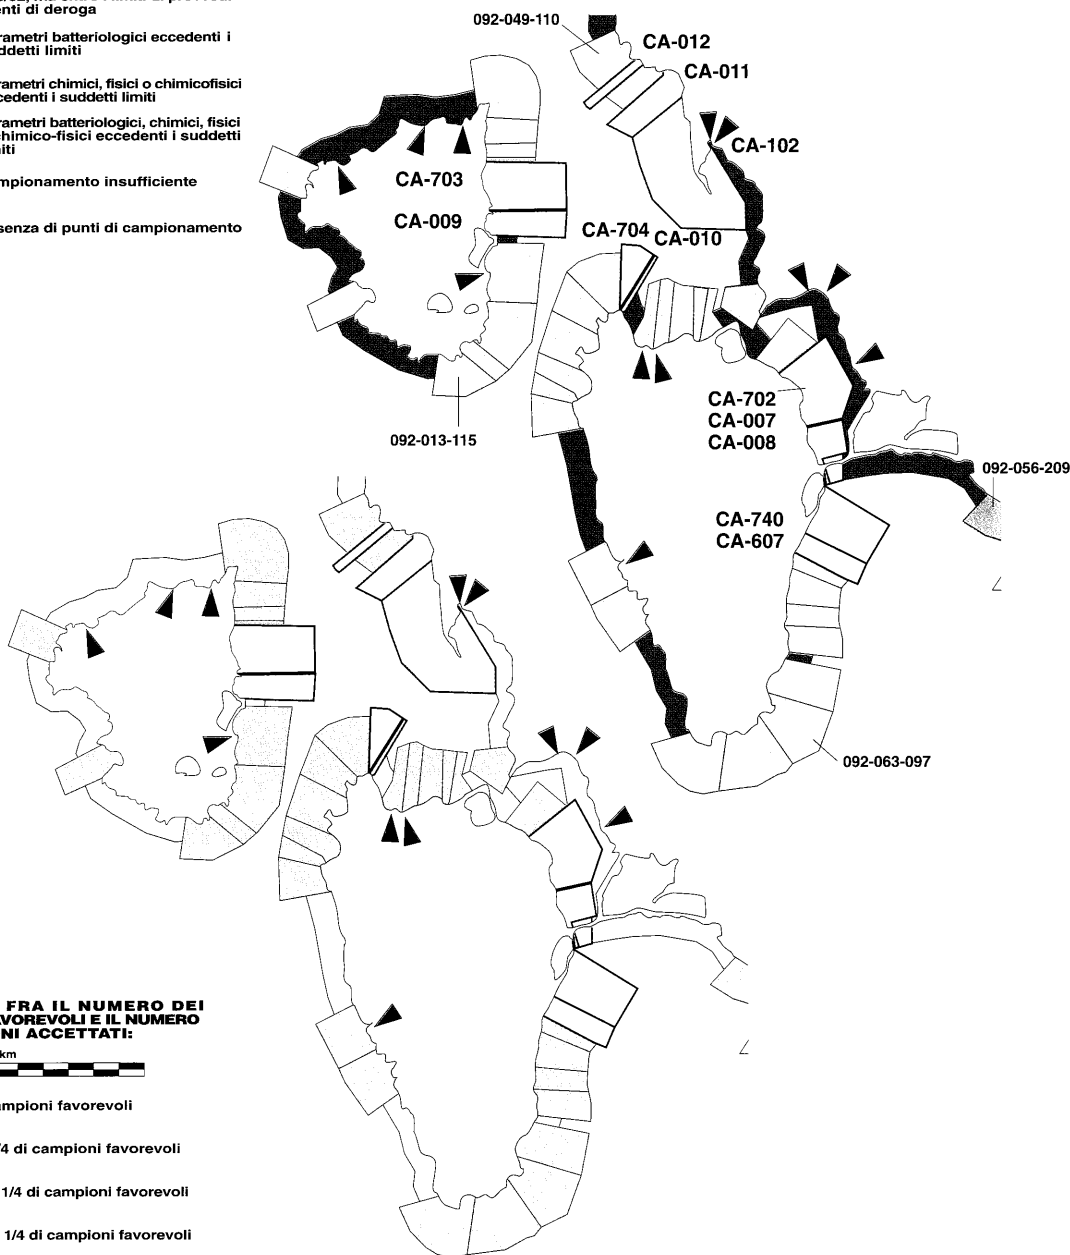 enti di deroga
rametri batteriologici eccedenti i
ddetti limiti
rametri chimici, fisici o chimicofisici
cedenti i suddetti limiti
rametri batteriologici, chimici, fisici
chimico-fisici eccedenti i suddetti
iti
mpionamento insufficiente
senza di punti di campionamento
092-049-110
CA-012
CA-011
CA-102
CA-703
CA-009
CA-704
CA-010
CA-702
CA-007
CA-008
092-013-115
092-056-209
CA-740
CA-607
092-063-097
FRA IL NUMERO DEI
VOREVOLI E IL NUMERO
NI ACCETTATI:
km
mpioni favorevoli
/4 di campioni favorevoli
1/4 di campioni favorevoli
1/4 di campioni favorevoli